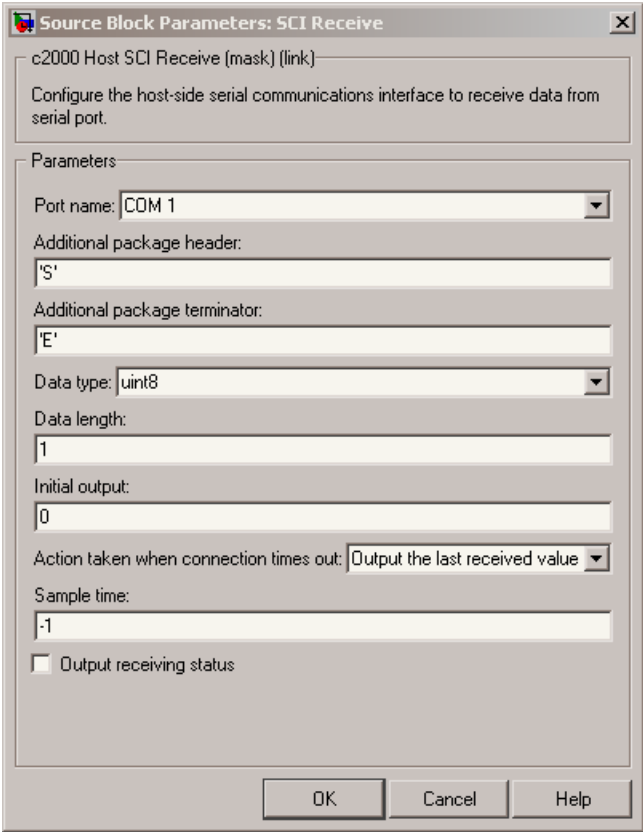 Source Block Parameters: SCI Receive
c2000 Host SCI Receive (mask) (link)
Configure the host-side serial communications interface to receive data from
serial port.
Parameters
Port name: COM 1
Additional package header:
'S'
Additional package terminator:
'E'
Data type: uint8
Data length:
1
Initial output:
0
Action taken when connection times out: Output the last received value
Sample time:
-1
Output receiving status
OK Cancel Help